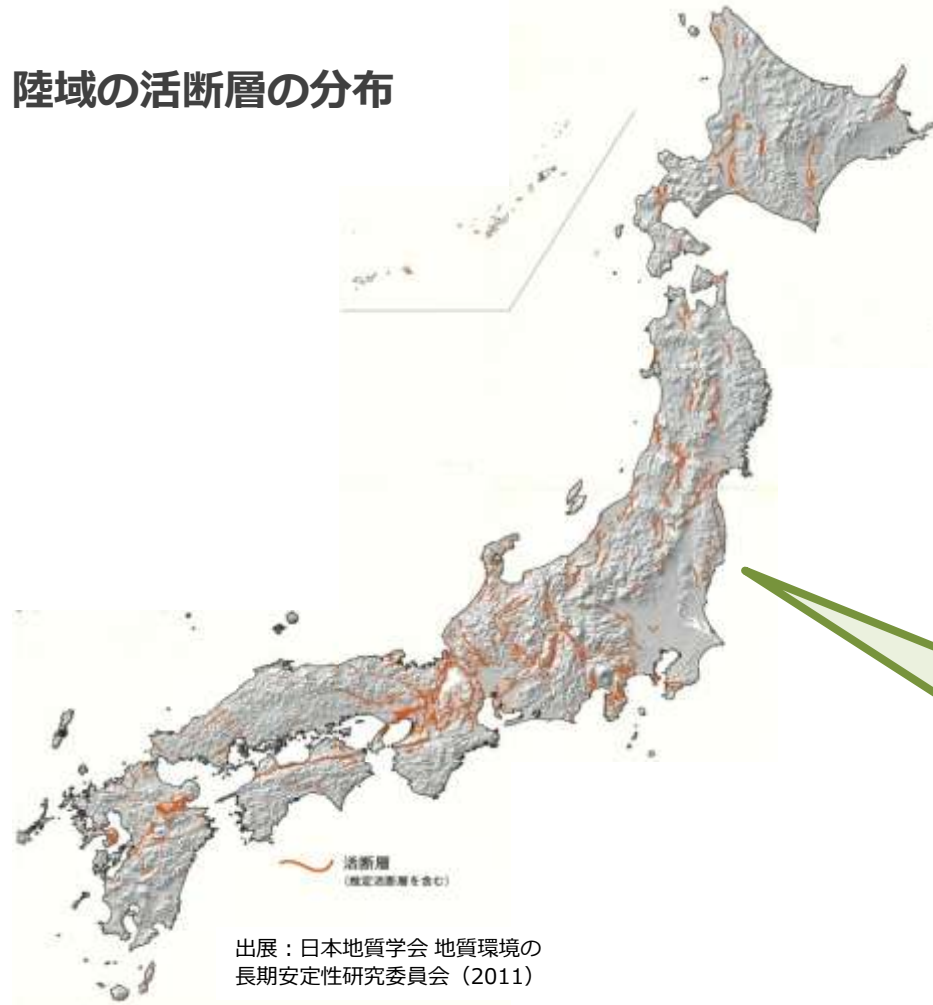 陸域の活断層の分布
活断層
（推定活断層を含む）
出展：日本地質学会 地質環境の
長期安定性研究委員会（2011）